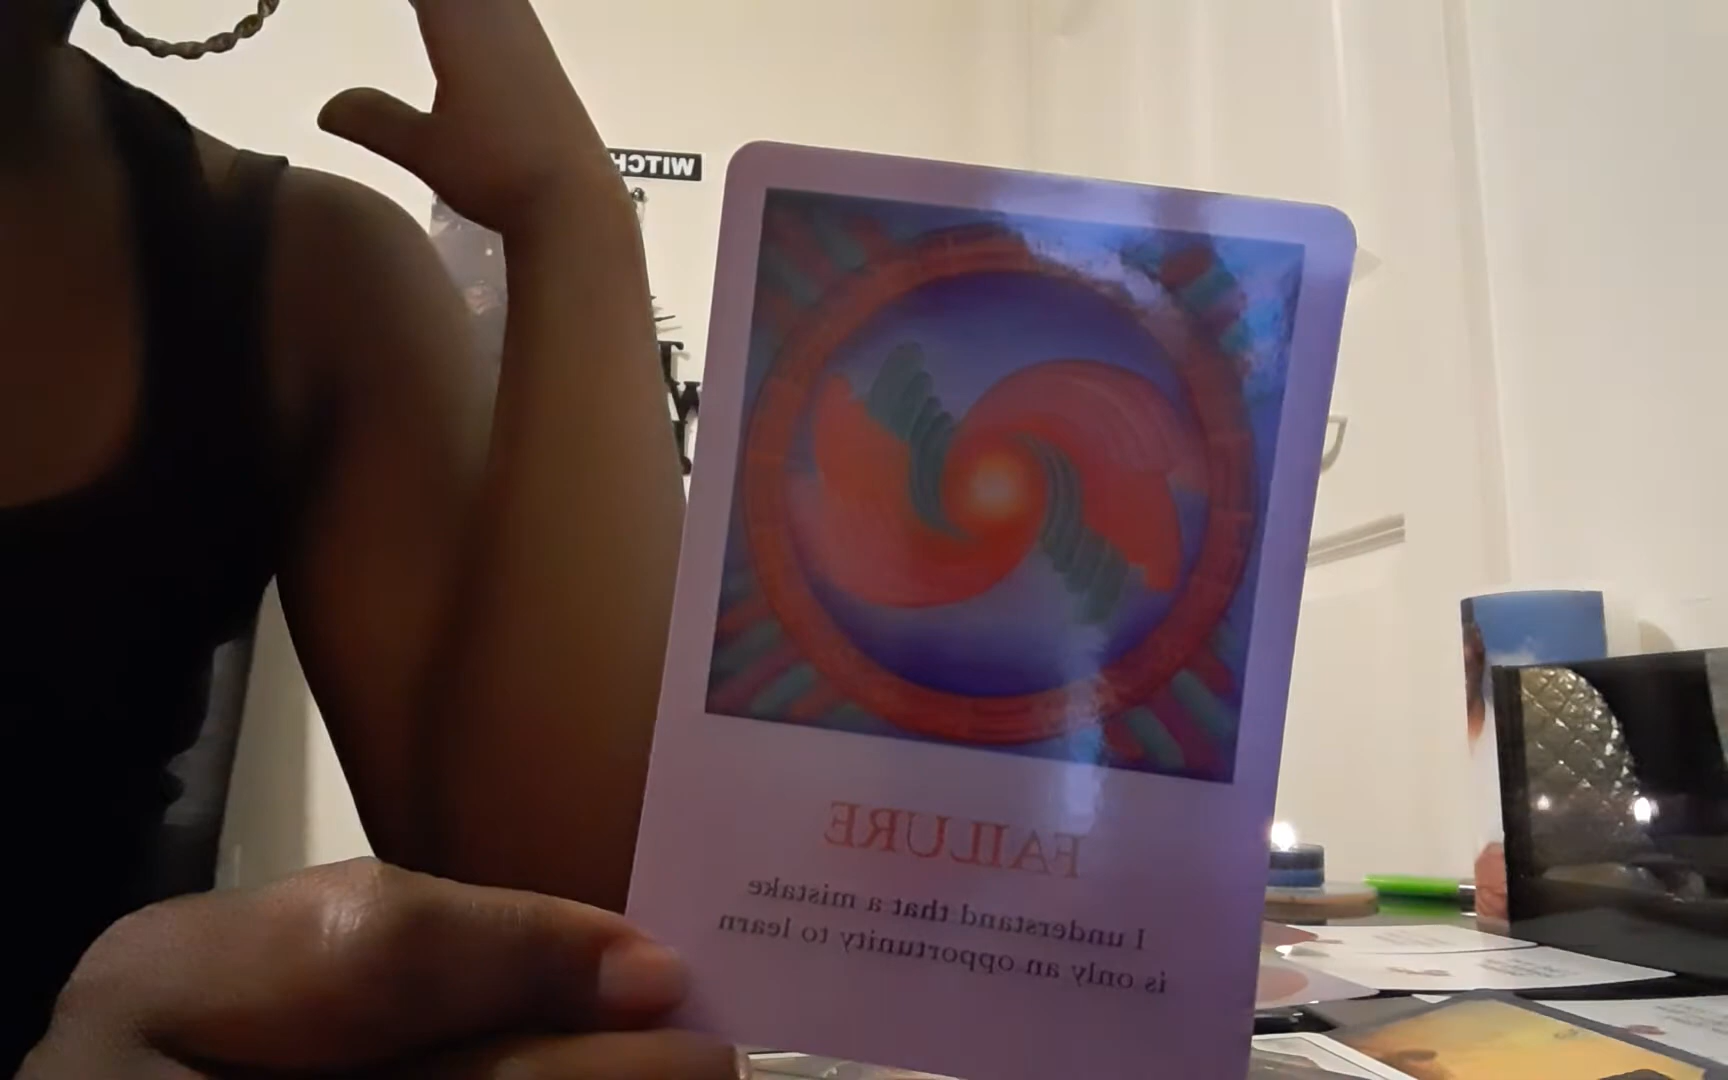 WITCH
FAILURE
I understand that a mistake
is only an opportunity to learn